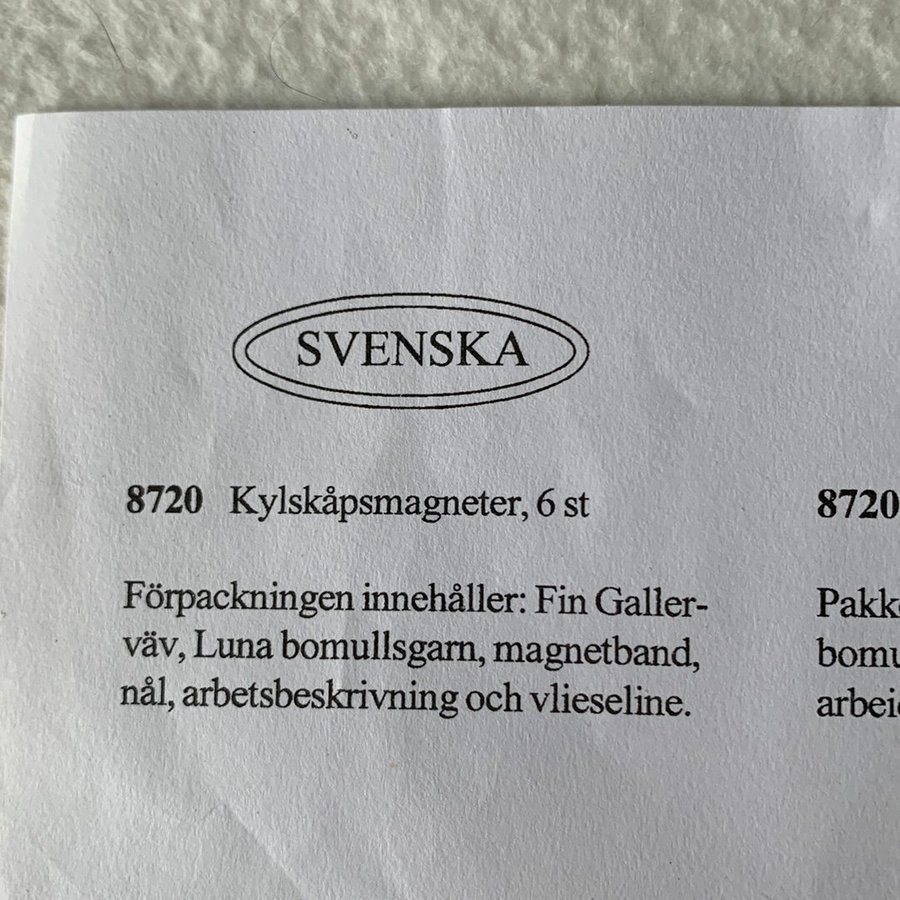 SVENSKA
8720 Kylskåpsmagneter, 6 st
Förpackningen innehåller: Fin Galler-
väv, Luna bomullsgarn, magnetband,
nål, arbetsbeskrivning och vlieseline.
8720